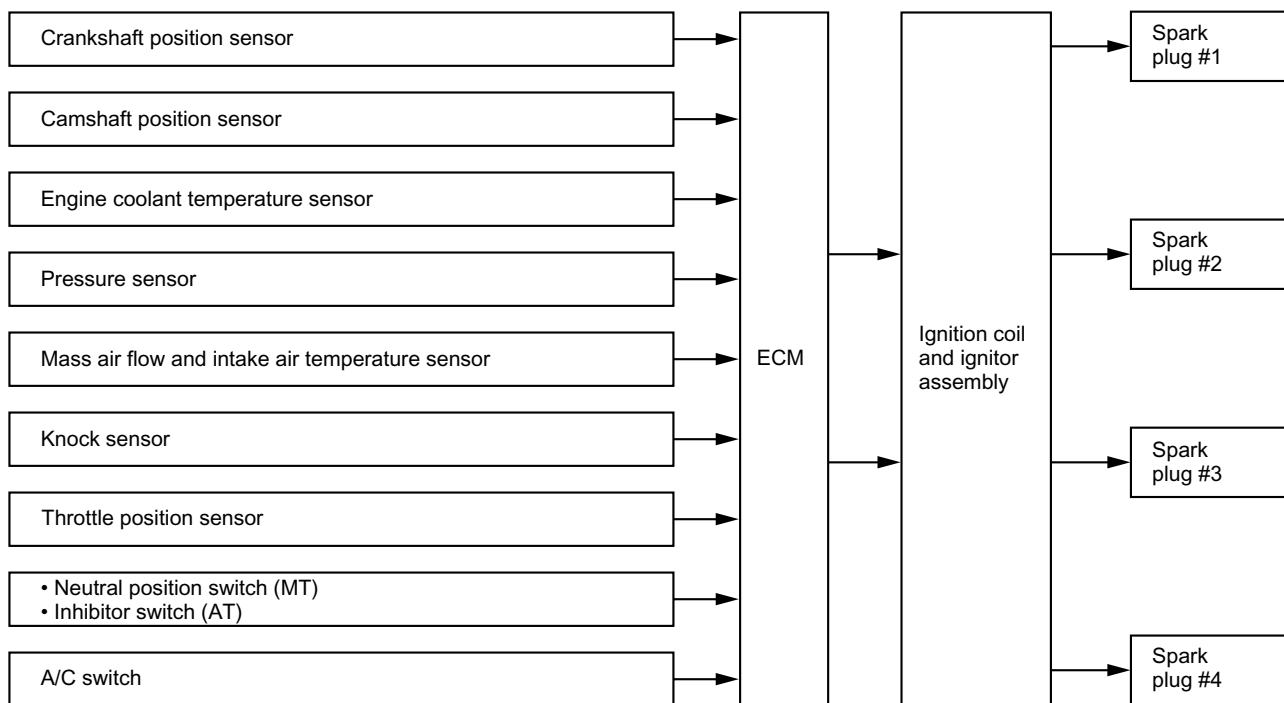 Crankshaft position sensor
Camshaft position sensor
Engine coolant temperature sensor
Pressure sensor
Mass air flow and intake air temperature sensor
Knock sensor
Throttle position sensor
• Neutral position switch (MT)
• Inhibitor switch (AT)
A/C switch
ECM
Ignition coil
and ignitor
assembly
Spark
plug #1
Spark
plug #2
Spark
plug #3
Spark
plug #4